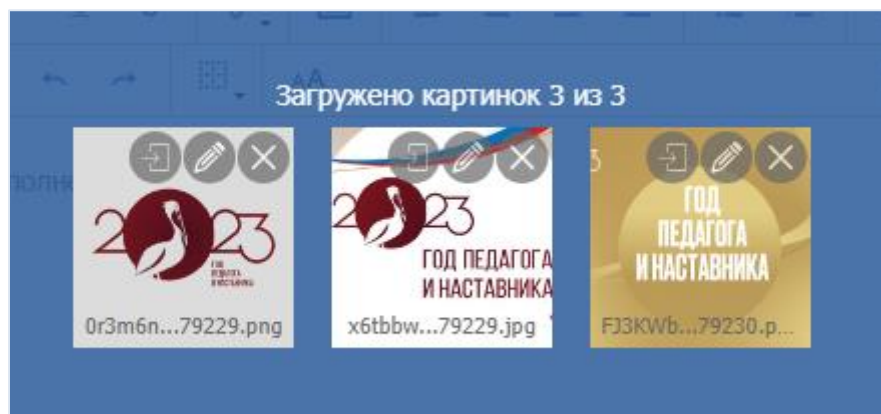 Загружено картинок 3 из 3
2023
ГОД
ПЕДАГОГА
И НАСТАВНИКА
0r3m6n...79229.png
2023
ГОД ПЕДАГОГА
И НАСТАВНИКА
x6tbbw...79229.jpg
3
ГОД
ПЕДАГОГА
И НАСТАВНИКА
FJ3KWb...79230.p...